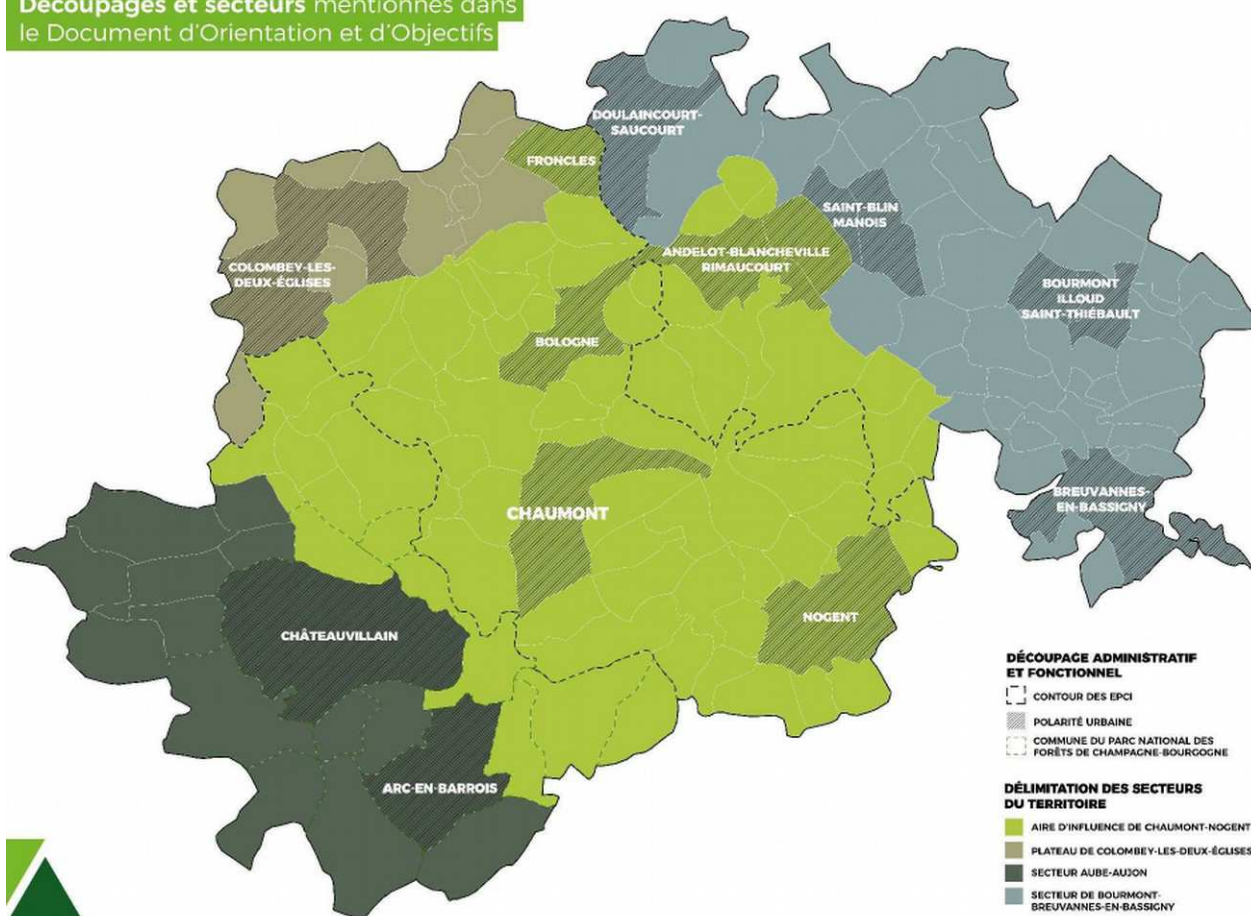 Découpages et secteurs mentionnés dans
le Document d'Orientation et d'Objectifs
DOULAINCOURT-
SAUCOURT
FRONCLES
SAINT-BLIN
MANOIS
ANDELOT-BLANCHEVILLE
RIMAUCOURT
COLOMBEY-LES-
DEUX-ÉGLISES
BOURMONT
ILLOUD
SAINT-THIÉBAULT
BOLOGNE
BREUVANNES-
EN-BASSIGNY
CHAUMONT
NOGENT
CHÂTEAUVILLAIN
ARC-EN-BARROIS
DÉCOUPAGE ADMINISTRATIF
ET FONCTIONNEL
CONTOUR DES EPCI
POLARITÉ URBAINE
COMMUNE DU PARC NATIONAL DES
FORÊTS DE CHAMPAGNE-BOURGOGNE
DÉLIMITATION DES SECTEURS
DU TERRITOIRE
AIRE D'INFLUENCE DE CHAUMONT-NOGENT
PLATEAU DE COLOMBEY-LES-DEUX-ÉGLISES
SECTEUR AUBE-AUJON
SECTEUR DE BOURMONT-
BREUVANNES-EN-BASSIGNY